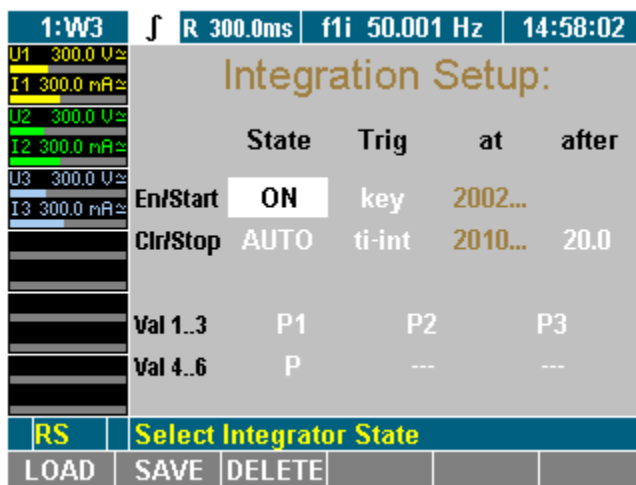 1:W3 ∫ R 300.0ms f1i 50.001 Hz 14:58:02
U1 300.0 V≃
I1 300.0 mA≃
U2 300.0 V≃
I2 300.0 mA≃
U3 300.0 V≃
I3 300.0 mA≃
Integration Setup:
State Trig at after
En/Start ON key 2002...
Clr/Stop AUTO ti-int 2010... 20.0
Val 1..3 P1 P2 P3
Val 4..6 P --- ---
RS Select Integrator State
LOAD SAVE DELETE